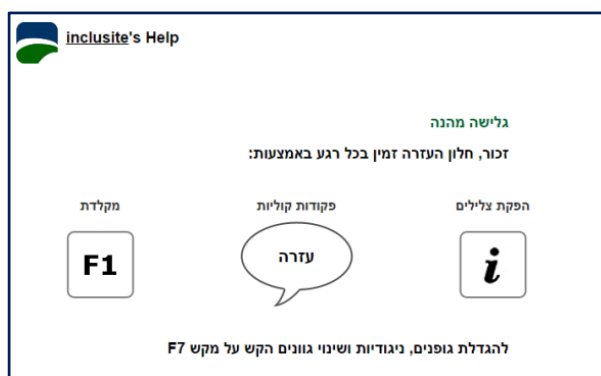 inclusite's Help
גלישה מהנה
זכור, חלון העזרה זמין בכל רגע באמצעות:
הפקת צלילים
פקודות קוליות
מקלדת
i
עזרה
F1
להגדלת גופנים, ניגודיות ושינוי גוונים הקש על מקש F7